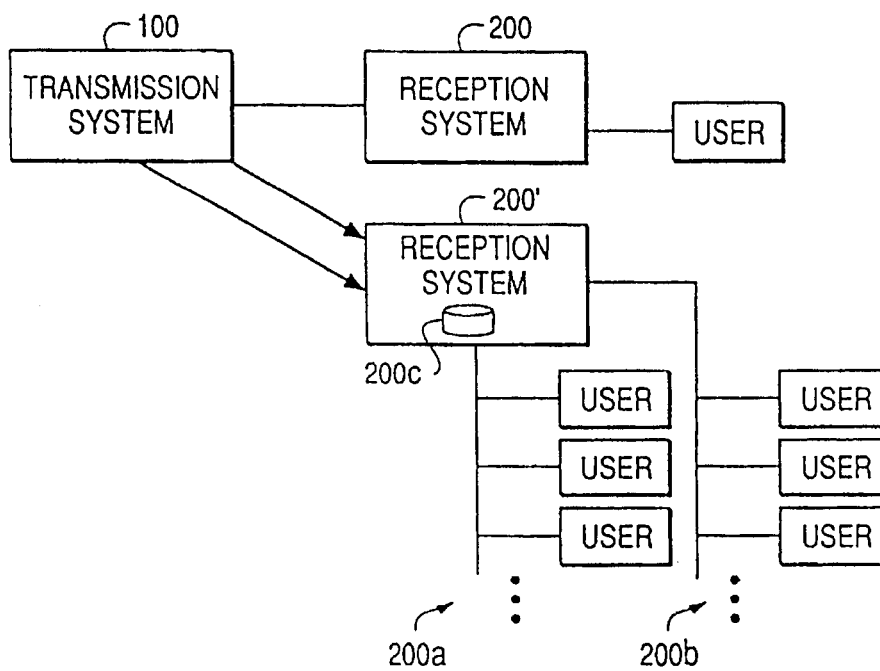 100
200
TRANSMISSION
SYSTEM
RECEPTION
SYSTEM
USER
200'
RECEPTION
SYSTEM
200c
USER
USER
USER
USER
USER
USER
200a
200b